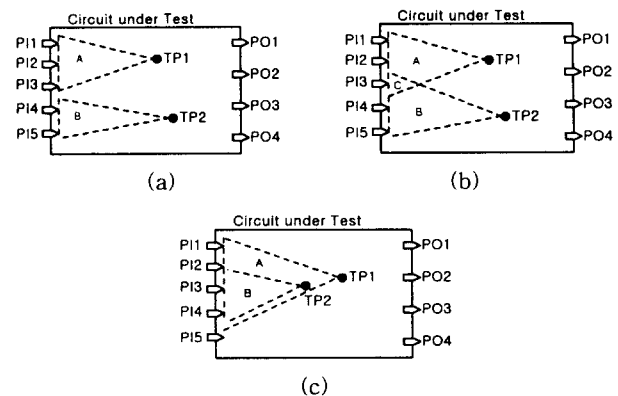 Circuit under Test
PI1
PI2
PI3
PI4
PI5
A
B
TP1
TP2
PO1
PO2
PO3
PO4
(a)
Circuit under Test
PI1
PI2
PI3
PI4
PI5
A
C
B
TP1
TP2
PO1
PO2
PO3
PO4
(b)
Circuit under Test
PI1
PI2
PI3
PI4
PI5
A
B
TP1
TP2
PO1
PO2
PO3
PO4
(c)